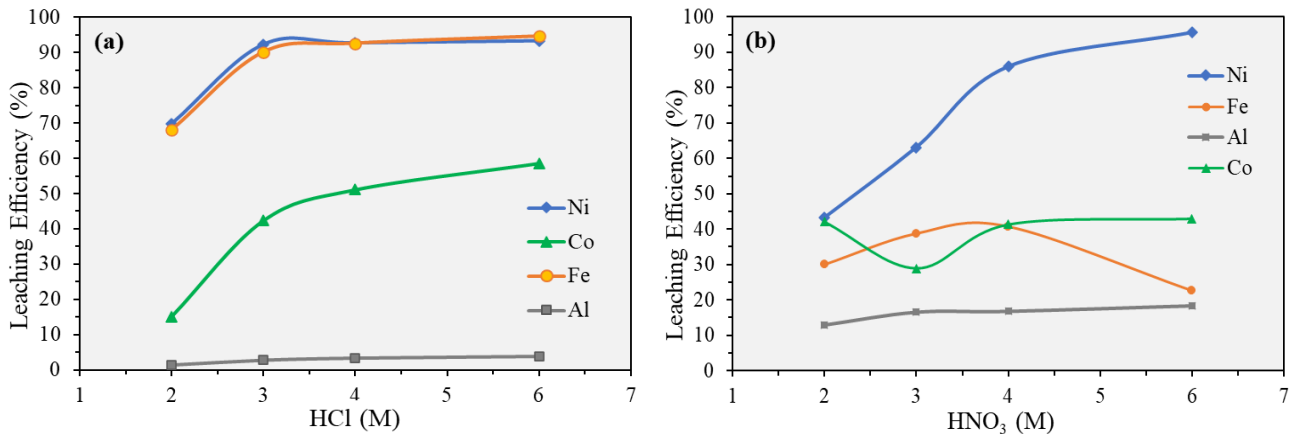 (a)
Leaching Efficiency (%)
100
90
80
70
60
50
40
30
20
10
0
1 2 3 4 5 6 7
HCl (M)
Ni
Co
Fe
Al
(b)
Leaching Efficiency (%)
100
90
80
70
60
50
40
30
20
10
0
1 2 3 4 5 6 7
HNO₃ (M)
Ni
Fe
Al
Co